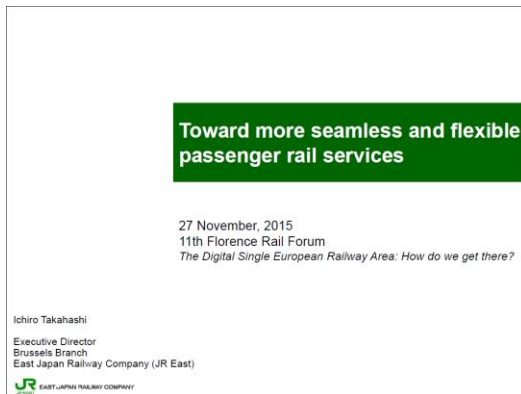 Toward more seamless and flexible
passenger rail services
27 November, 2015
11th Florence Rail Forum
The Digital Single European Railway Area: How do we get there?
Ichiro Takahashi
Executive Director
Brussels Branch
East Japan Railway Company (JR East)
JR EAST JAPAN RAILWAY COMPANY
JR-EAST